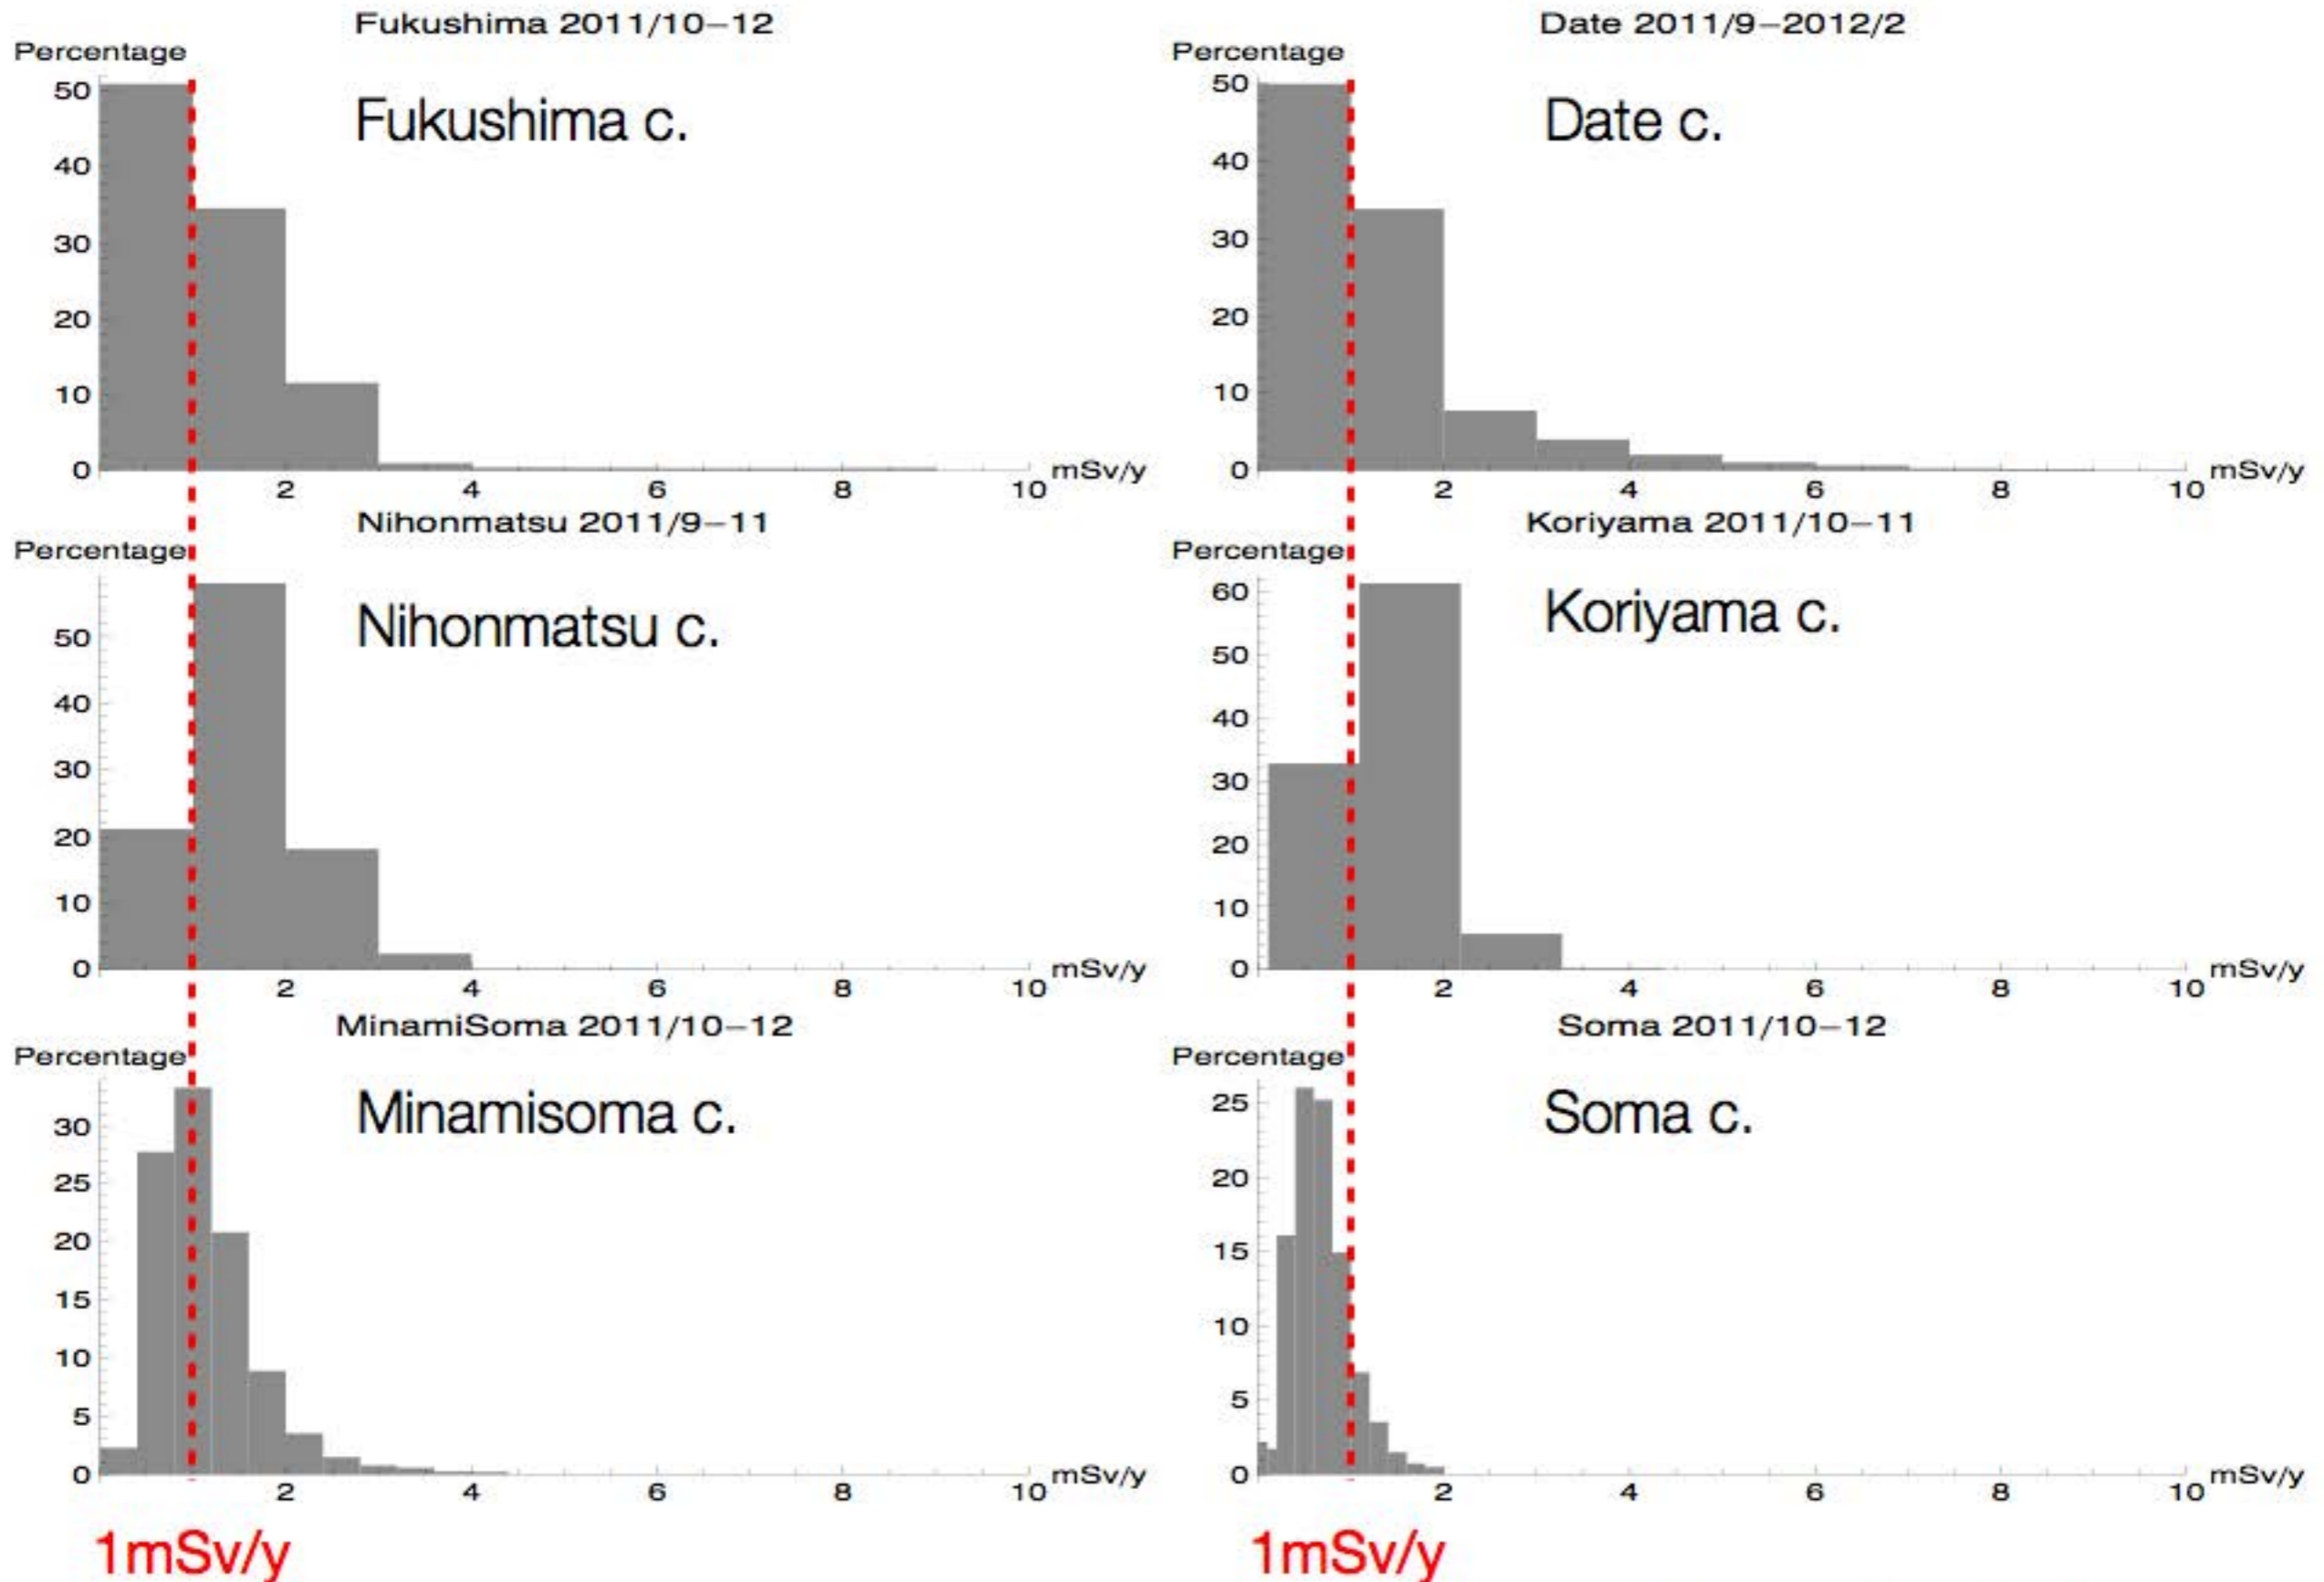 Fukushima 2011/10–12
Percentage
Fukushima c.
50
40
30
20
10
0
2 4 6 8 10 mSv/y
Date 2011/9–2012/2
Percentage
Date c.
50
40
30
20
10
0
2 4 6 8 10 mSv/y
Nihonmatsu 2011/9–11
Percentage
Nihonmatsu c.
50
40
30
20
10
0
2 4 6 8 10 mSv/y
Koriyama 2011/10–11
Percentage
Koriyama c.
60
50
40
30
20
10
0
2 4 6 8 10 mSv/y
MinamiSoma 2011/10–12
Percentage
Minamisoma c.
30
25
20
15
10
5
0
2 4 6 8 10 mSv/y
Soma 2011/10–12
Percentage
Soma c.
25
20
15
10
5
0
2 4 6 8 10 mSv/y
1mSv/y
1mSv/y